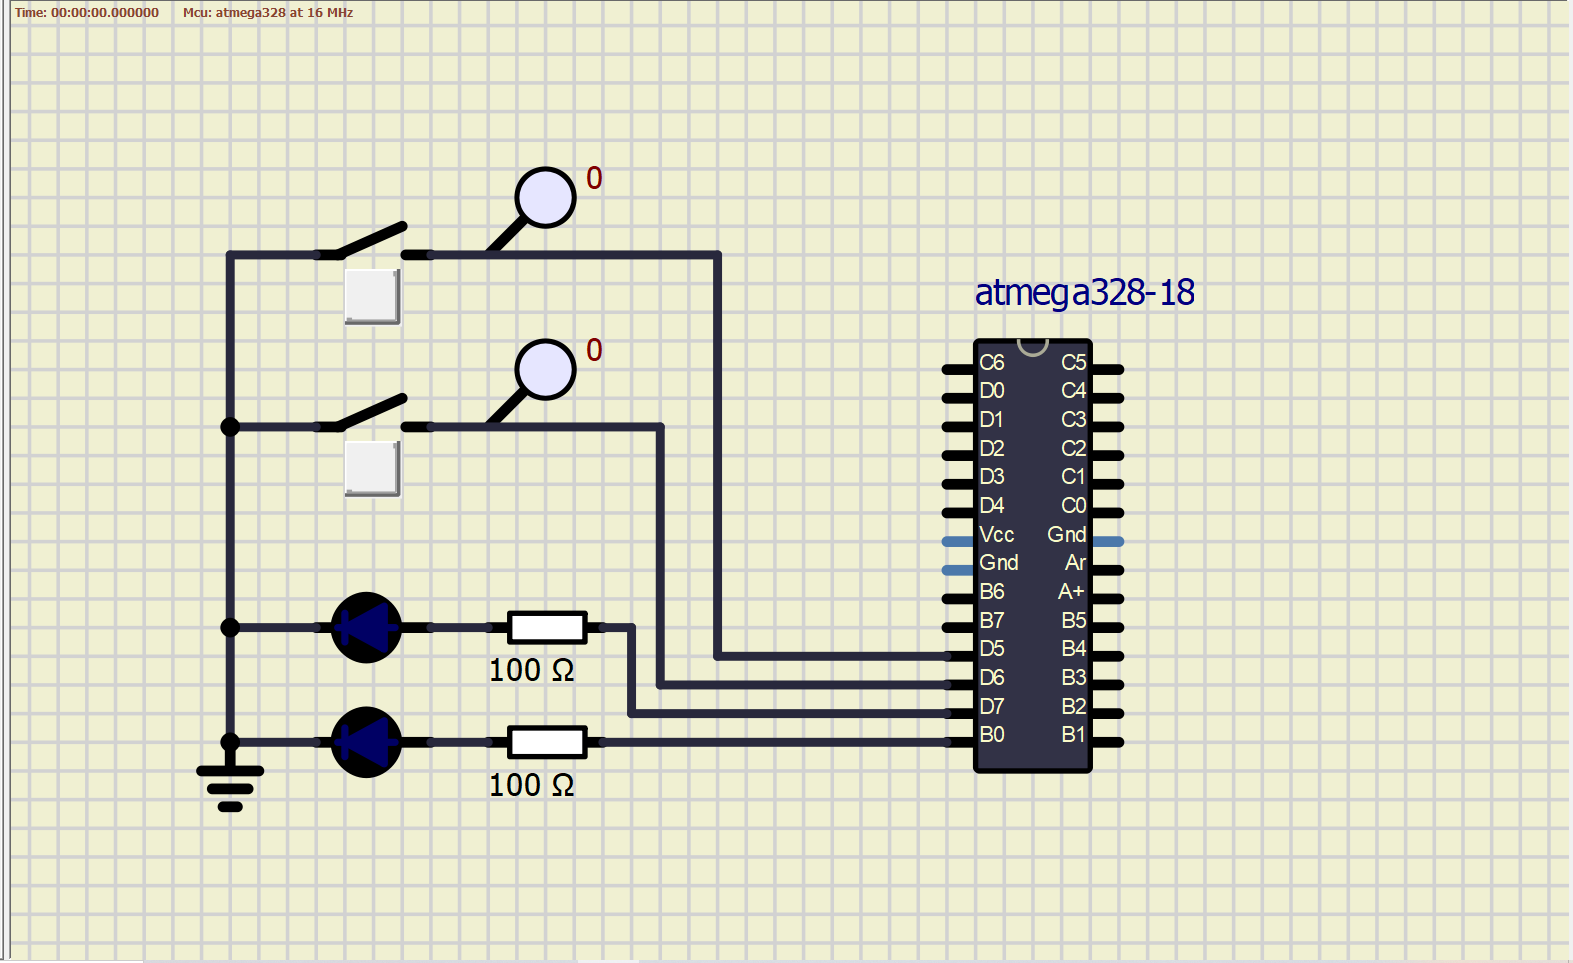 Time: 00:00:00.000000 Mcu: atmega328 at 16 MHz
0
0
100 Ω
100 Ω
atmega328-18
C6 C5
D0 C4
D1 C3
D2 C2
D3 C1
D4 C0
Vcc Gnd
Gnd Ar
B6 A+
B7 B5
D5 B4
D6 B3
D7 B2
B0 B1